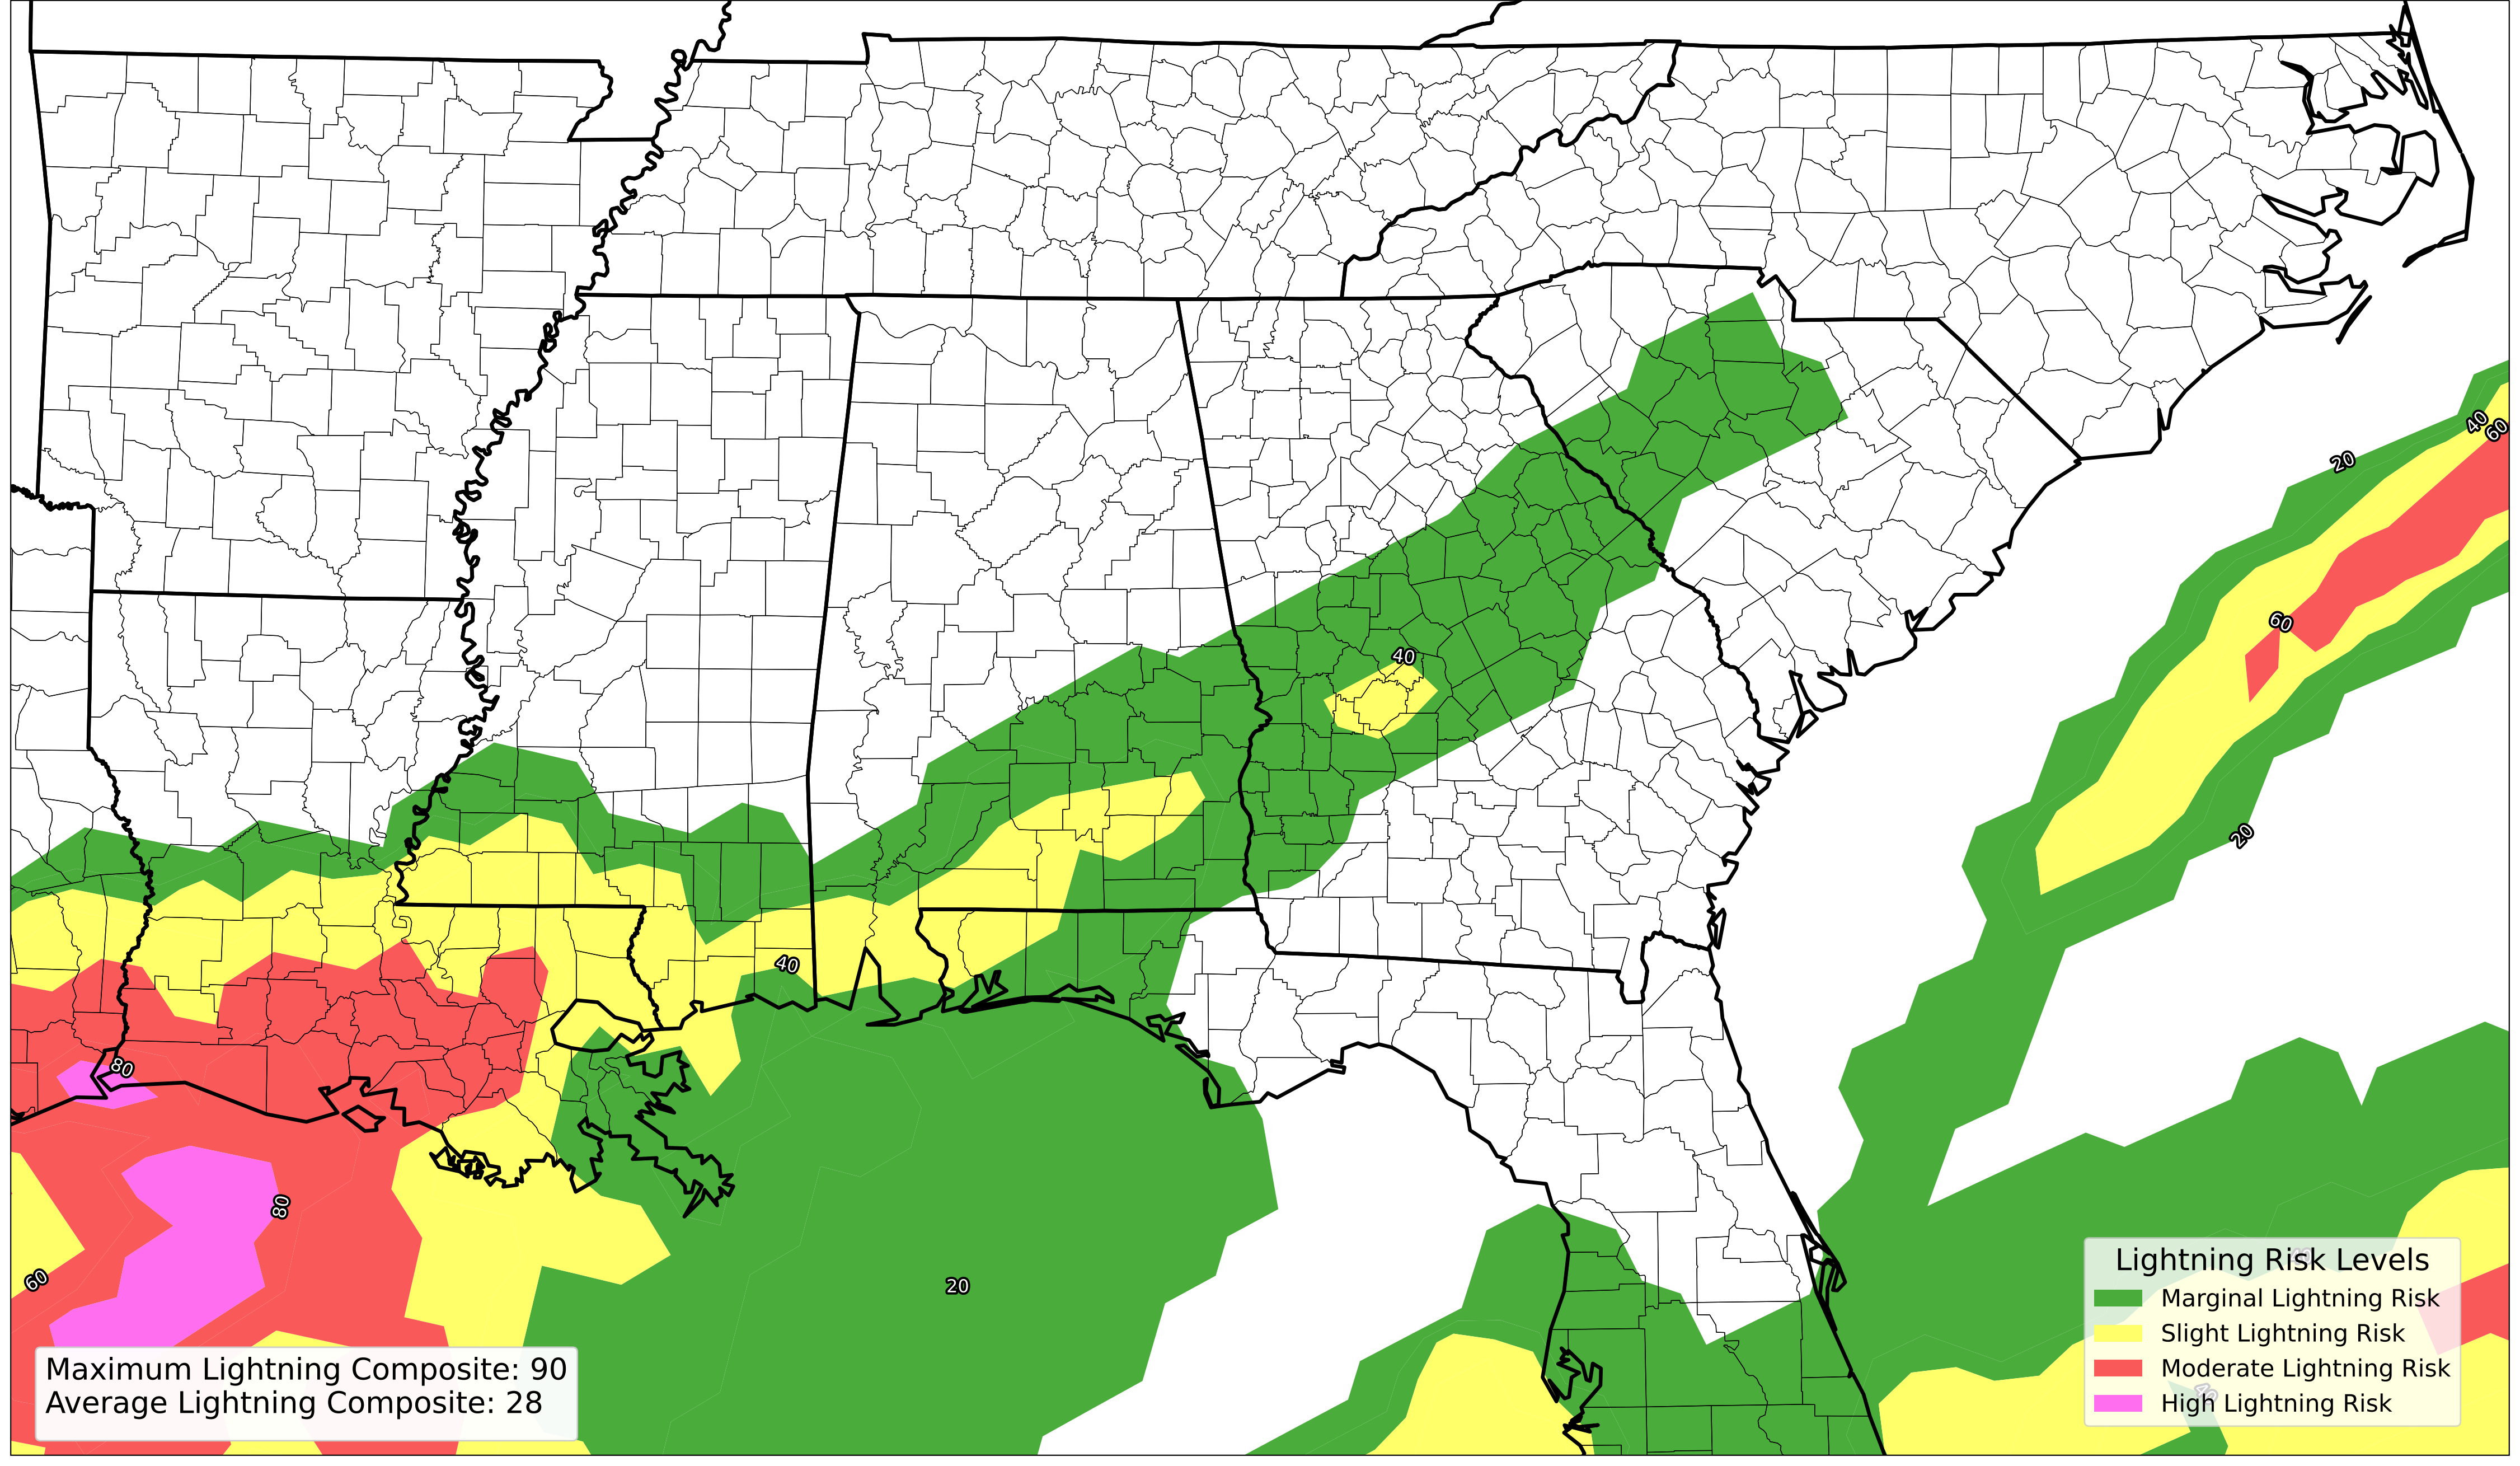 40
60
20
60
40
20
40
80
80
60
20
Lightning Risk Levels
Marginal Lightning Risk
Slight Lightning Risk
Moderate Lightning Risk
High Lightning Risk
40
Maximum Lightning Composite: 90
Average Lightning Composite: 28